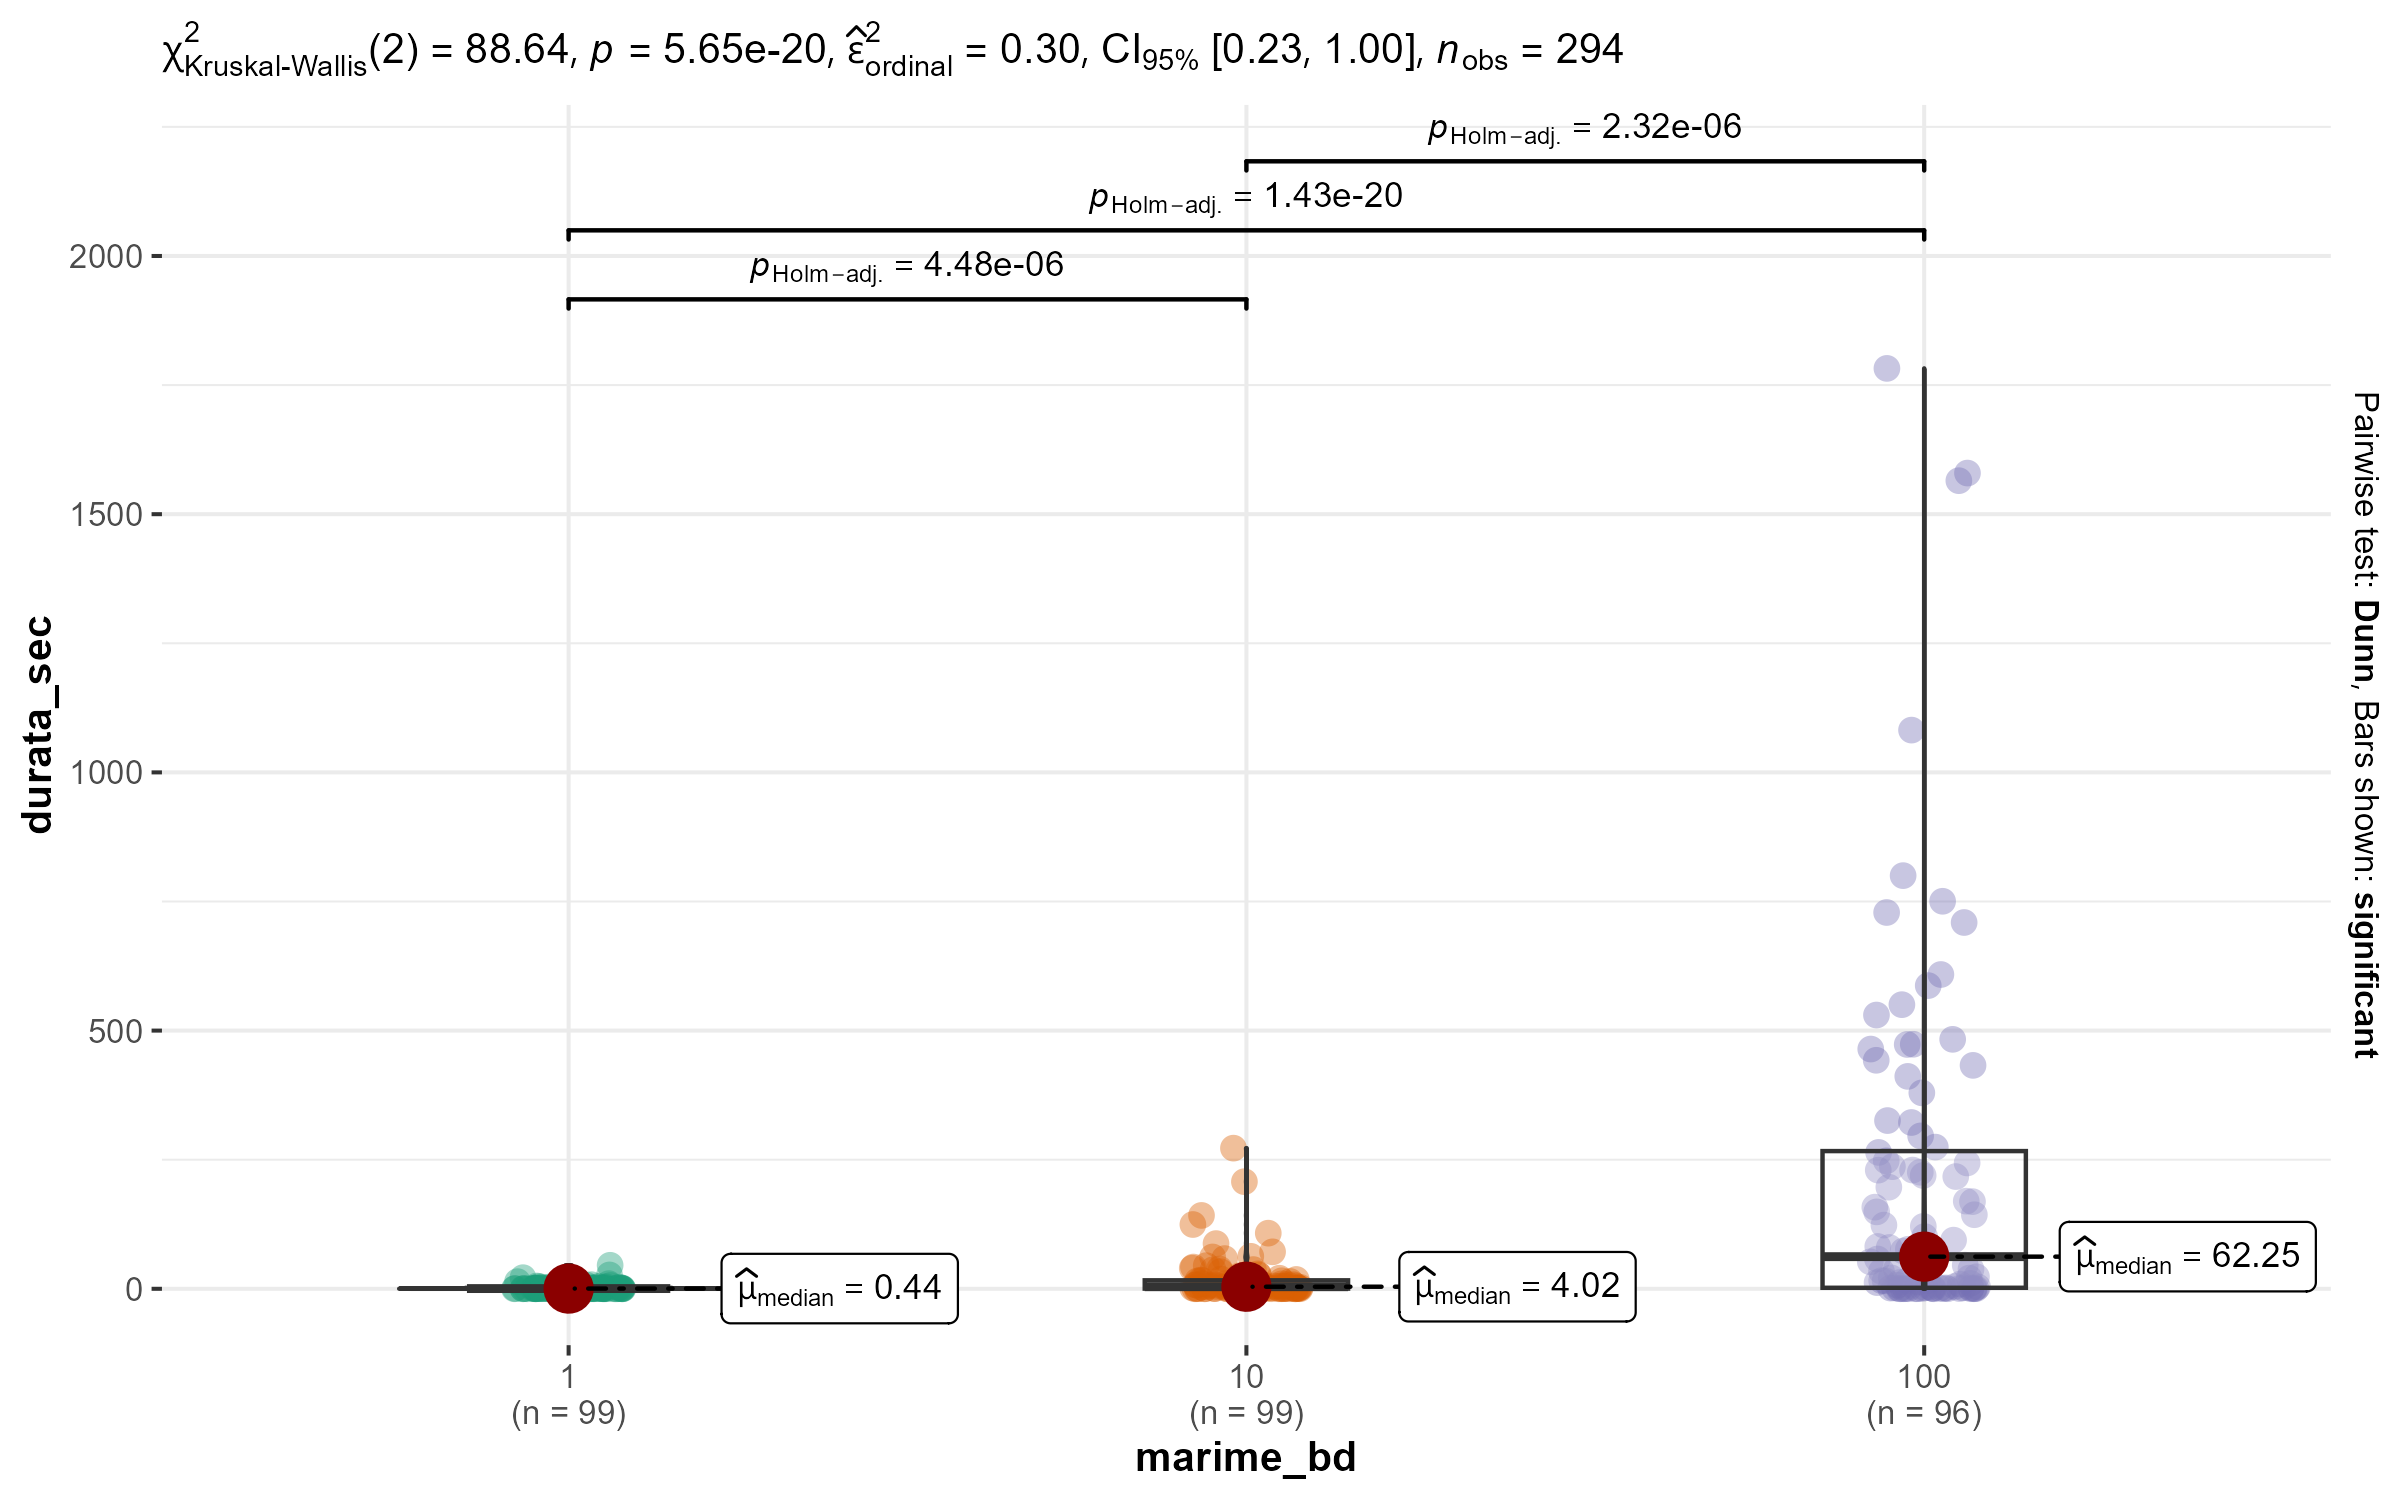 χ²Kruskal-Wallis(2) = 88.64, p = 5.65e-20, ε̂²ordinal = 0.30, CI95% [0.23, 1.00], nobs = 294
pHolm−adj. = 2.32e-06
pHolm−adj. = 1.43e-20
pHolm−adj. = 4.48e-06
2000
1500
1000
500
0
durata_sec
μ̂median = 0.44
μ̂median = 4.02
μ̂median = 62.25
1
(n = 99)
10
(n = 99)
100
(n = 96)
marime_bd
Pairwise test: Dunn, Bars shown: significant